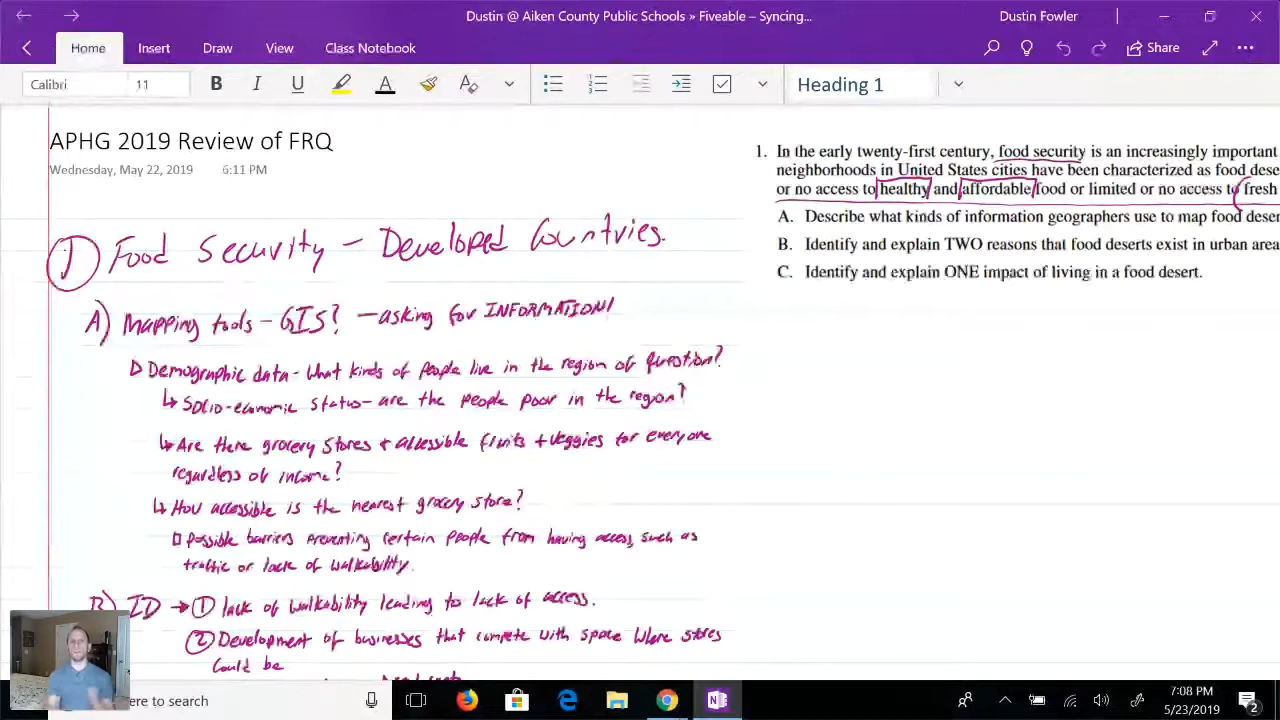 Dustin @ Aiken County Public Schools » Fiveable – Syncing...
Dustin Fowler
Home Insert Draw View Class Notebook
Share
Calibri 11 B I U A Heading 1
APHG 2019 Review of FRQ
Wednesday, May 22, 2019 6:11 PM
1) Food Security – Developed Countries.
A) Mapping tools – GIS? – asking for INFORMATION!
Demographic data – What kinds of people live in the region of question?
↳ Socio-economic status – are the people poor in the region?
↳ Are there grocery stores + accessible fruits + veggies for everyone
regardless of income?
↳ How accessible is the nearest grocery store?
Possible barriers preventing certain people from having access, such as
traffic or lack of walkability.
B) ID → 1 lack of walkability leading to lack of access.
2 Development of businesses that compete with space where stores
could be
1. In the early twenty-first century, food security is an increasingly important
neighborhoods in United States cities have been characterized as food dese
or no access to healthy and affordable food or limited or no access to fresh
A. Describe what kinds of information geographers use to map food deser
B. Identify and explain TWO reasons that food deserts exist in urban area
C. Identify and explain ONE impact of living in a food desert.
re to search
7:08 PM
5/23/2019
2